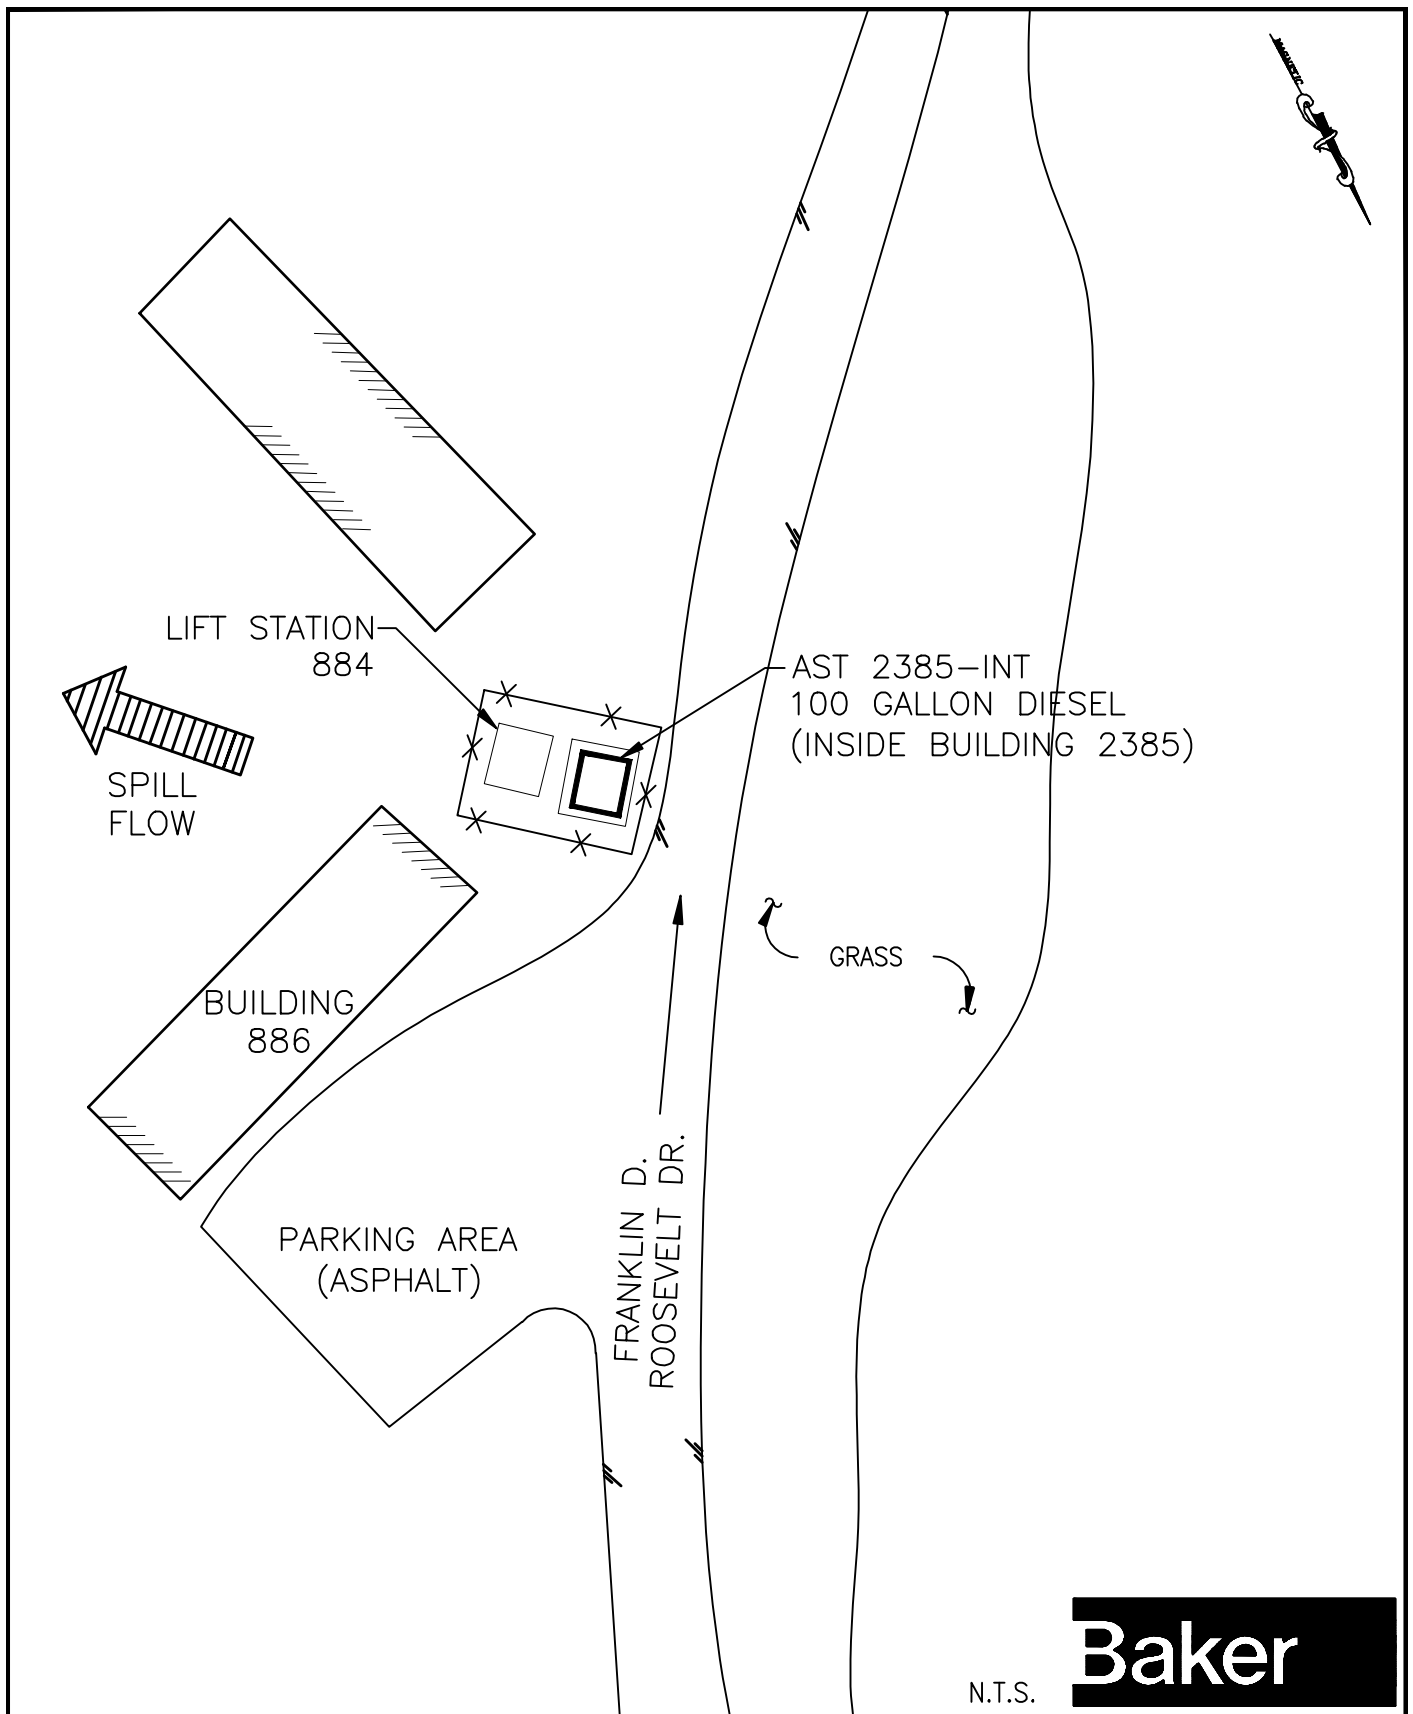 MAGNETIC
LIFT STATION
884
AST 2385-INT
100 GALLON DIESEL
(INSIDE BUILDING 2385)
SPILL
FLOW
GRASS
BUILDING
886
FRANKLIN D.
ROOSEVELT DR.
PARKING AREA
(ASPHALT)
N.T.S.
Baker